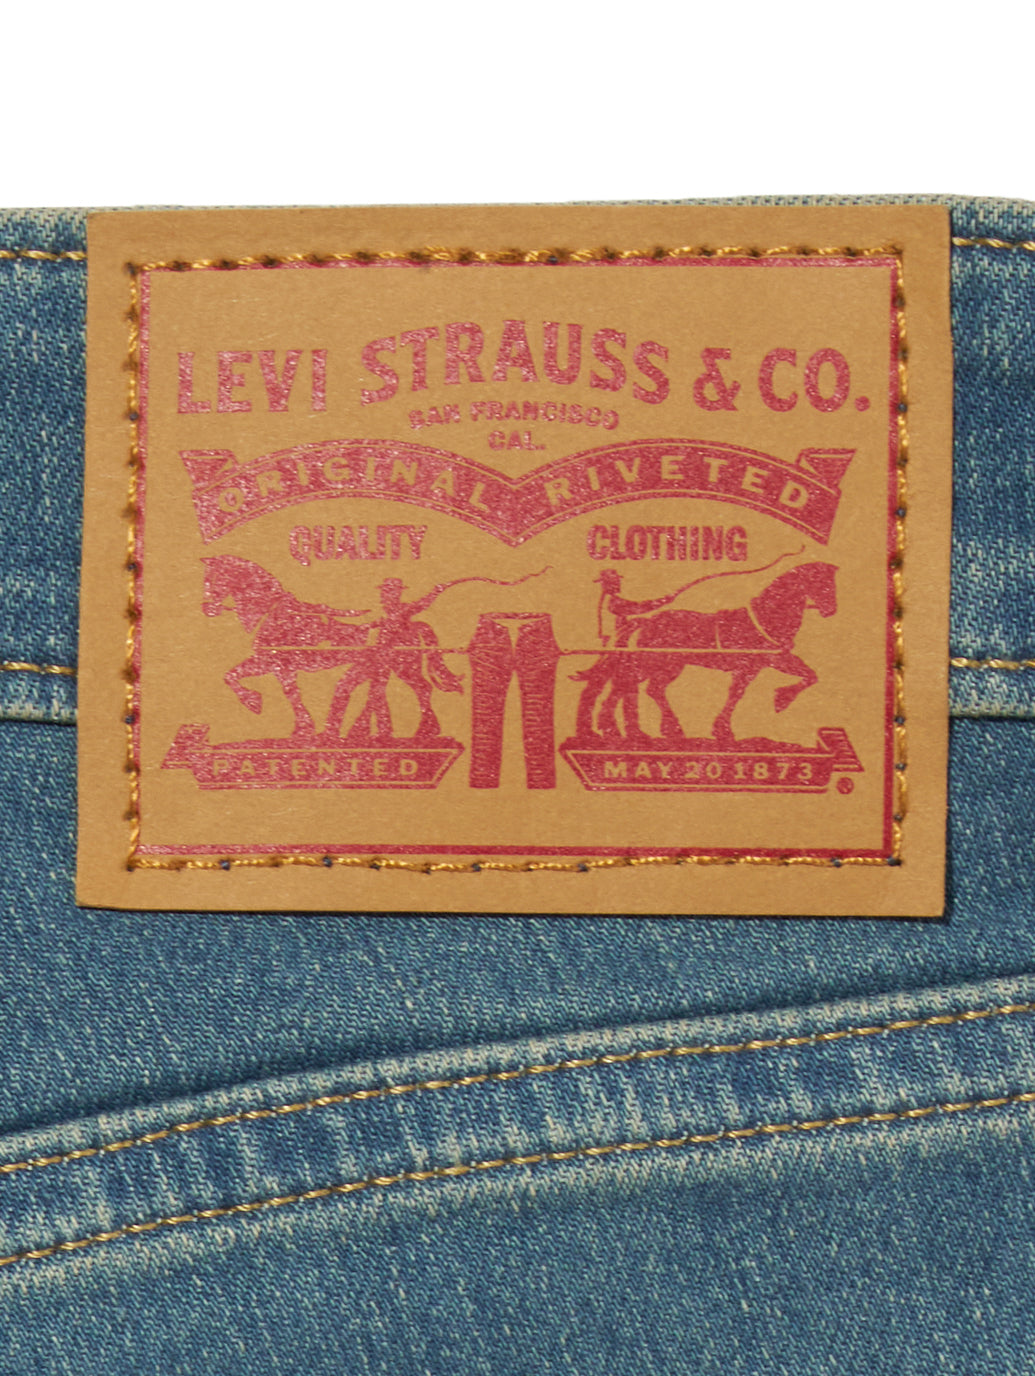 LEVI STRAUSS & CO.
SAN FRANCISCO
CAL.
ORIGINAL RIVETED
QUALITY CLOTHING
PATENTED MAY 20 1873
®